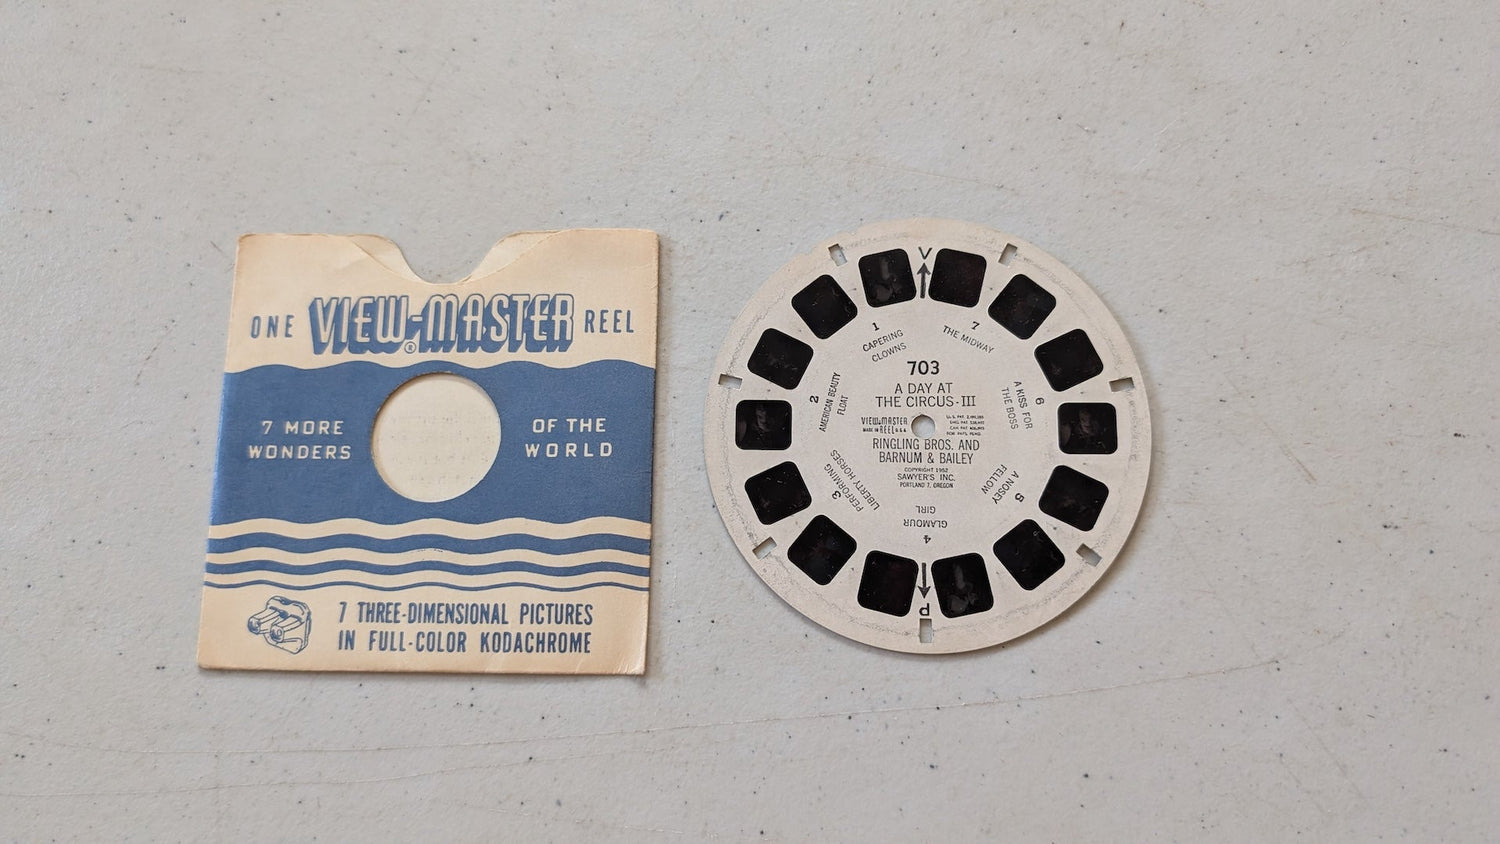 ONE VIEW-MASTER® REEL
7 MORE
WONDERS
OF THE
WORLD
7 THREE-DIMENSIONAL PICTURES
IN FULL-COLOR KODACHROME
V
1
CAPERING
CLOWNS
2
AMERICAN BEAUTY
FLOAT
3
PERFORMING
LIBERTY HORSES
4
GLAMOUR
GIRL
5
A NOSEY
FELLOW
6
A KISS FOR
THE BOSS
7
THE MIDWAY
703
A DAY AT
THE CIRCUS-III
VIEW-MASTER
MADE IN REEL U.S.A.
RINGLING BROS. AND
BARNUM & BAILEY
COPYRIGHT 1952
SAWYER'S INC.
PORTLAND 7, OREGON
P